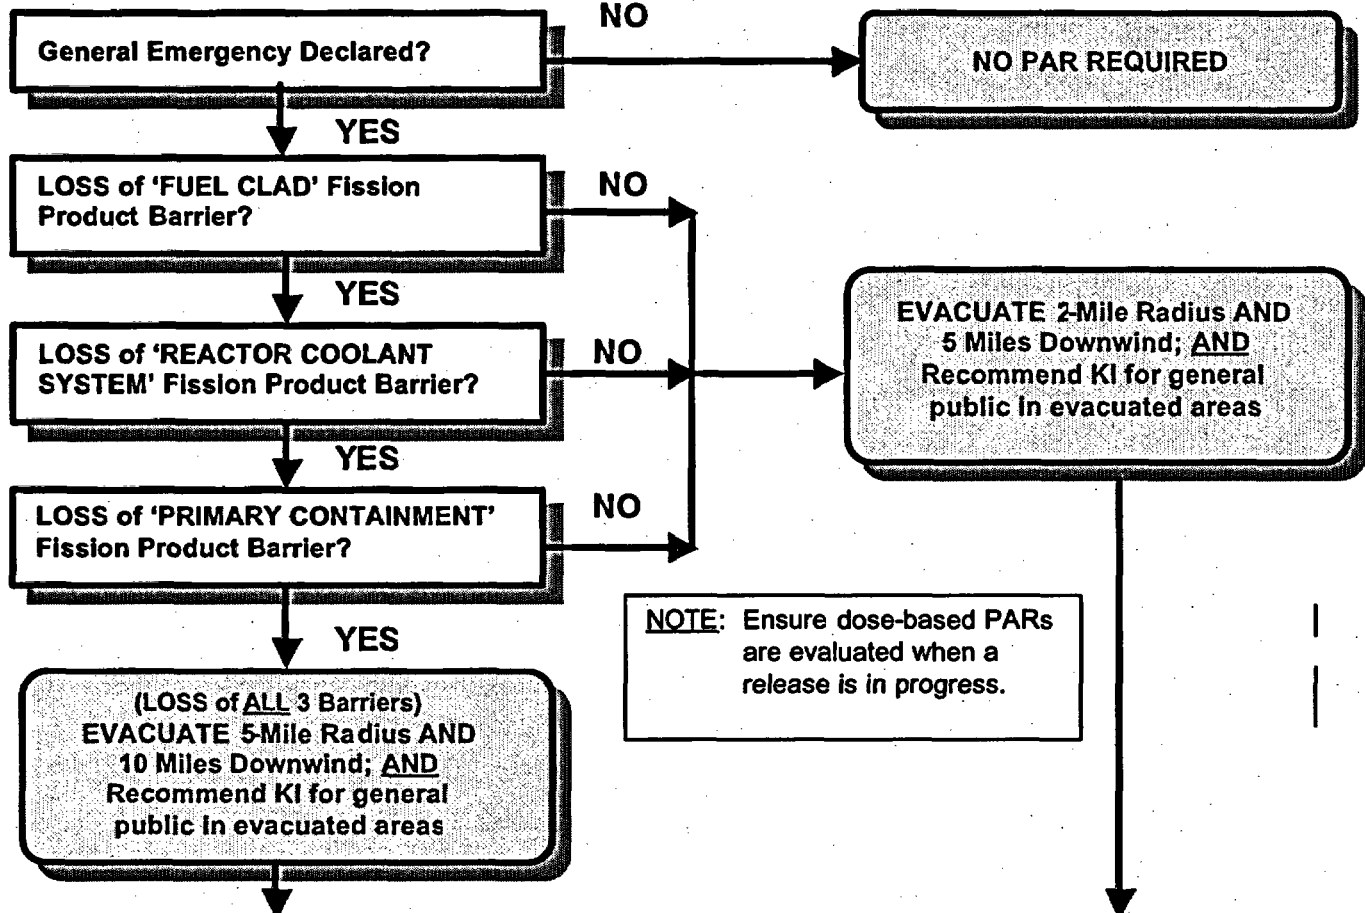 NO
General Emergency Declared?
NO PAR REQUIRED
YES
LOSS of 'FUEL CLAD' Fission
Product Barrier?
NO
YES
LOSS of 'REACTOR COOLANT
SYSTEM' Fission Product Barrier?
NO
EVACUATE 2-Mile Radius AND
5 Miles Downwind; AND
Recommend KI for general
public in evacuated areas
YES
LOSS of 'PRIMARY CONTAINMENT'
Fission Product Barrier?
NO
YES
NOTE: Ensure dose-based PARs
are evaluated when a
release is in progress.
(LOSS of ALL 3 Barriers)
EVACUATE 5-Mile Radius AND
10 Miles Downwind; AND
Recommend KI for general
public in evacuated areas